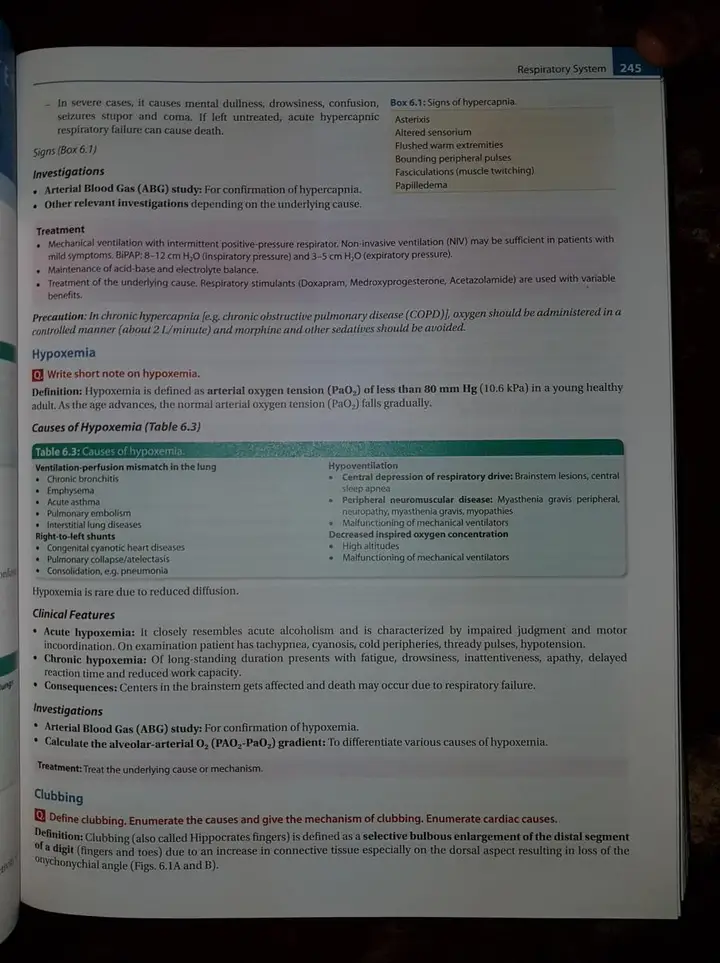 Respiratory System 245
– In severe cases, it causes mental dullness, drowsiness, confusion,
seizures stupor and coma. If left untreated, acute hypercapnic
respiratory failure can cause death.
Signs (Box 6.1)
Investigations
• Arterial Blood Gas (ABG) study: For confirmation of hypercapnia.
• Other relevant investigations depending on the underlying cause.
Box 6.1: Signs of hypercapnia.
Asterixis
Altered sensorium
Flushed warm extremities
Bounding peripheral pulses
Fasciculations (muscle twitching)
Papilledema
Treatment
• Mechanical ventilation with intermittent positive-pressure respirator. Non-invasive ventilation (NIV) may be sufficient in patients with
mild symptoms. BiPAP: 8–12 cm H₂O (inspiratory pressure) and 3–5 cm H₂O (expiratory pressure).
• Maintenance of acid-base and electrolyte balance.
• Treatment of the underlying cause. Respiratory stimulants (Doxapram, Medroxyprogesterone, Acetazolamide) are used with variable
benefits.
Precaution: In chronic hypercapnia [e.g. chronic obstructive pulmonary disease (COPD)], oxygen should be administered in a
controlled manner (about 2 L/minute) and morphine and other sedatives should be avoided.
Hypoxemia
Q. Write short note on hypoxemia.
Definition: Hypoxemia is defined as arterial oxygen tension (PaO₂) of less than 80 mm Hg (10.6 kPa) in a young healthy
adult. As the age advances, the normal arterial oxygen tension (PaO₂) falls gradually.
Causes of Hypoxemia (Table 6.3)
Table 6.3: Causes of hypoxemia.
Ventilation-perfusion mismatch in the lung
• Chronic bronchitis
• Emphysema
• Acute asthma
• Pulmonary embolism
• Interstitial lung diseases
Right-to-left shunts
• Congenital cyanotic heart diseases
• Pulmonary collapse/atelectasis
• Consolidation, e.g. pneumonia
Hypoventilation
• Central depression of respiratory drive: Brainstem lesions, central
sleep apnea
• Peripheral neuromuscular disease: Myasthenia gravis peripheral,
neuropathy, myasthenia gravis, myopathies
• Malfunctioning of mechanical ventilators
Decreased inspired oxygen concentration
• High altitudes
• Malfunctioning of mechanical ventilators
Hypoxemia is rare due to reduced diffusion.
Clinical Features
• Acute hypoxemia: It closely resembles acute alcoholism and is characterized by impaired judgment and motor
incoordination. On examination patient has tachypnea, cyanosis, cold peripheries, thready pulses, hypotension.
• Chronic hypoxemia: Of long-standing duration presents with fatigue, drowsiness, inattentiveness, apathy, delayed
reaction time and reduced work capacity.
• Consequences: Centers in the brainstem gets affected and death may occur due to respiratory failure.
Investigations
• Arterial Blood Gas (ABG) study: For confirmation of hypoxemia.
• Calculate the alveolar-arterial O₂ (PAO₂-PaO₂) gradient: To differentiate various causes of hypoxemia.
Treatment: Treat the underlying cause or mechanism.
Clubbing
Q. Define clubbing. Enumerate the causes and give the mechanism of clubbing. Enumerate cardiac causes.
Definition: Clubbing (also called Hippocrates fingers) is defined as a selective bulbous enlargement of the distal segment
of a digit (fingers and toes) due to an increase in connective tissue especially on the dorsal aspect resulting in loss of the
onychonychial angle (Figs. 6.1A and B).